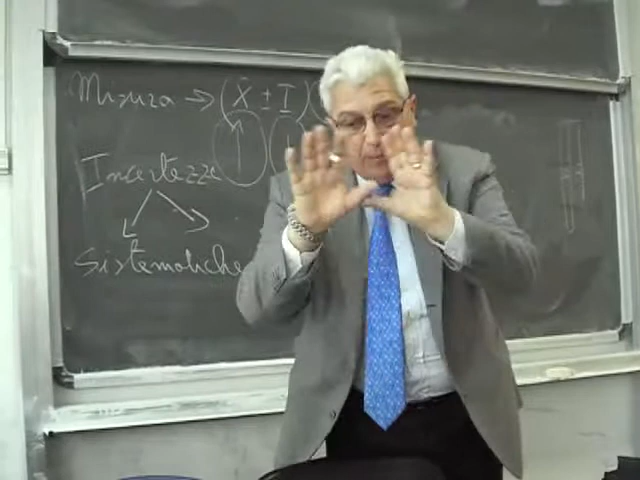 Misura → (X̄ ± I)
Incertezze
Sistematiche